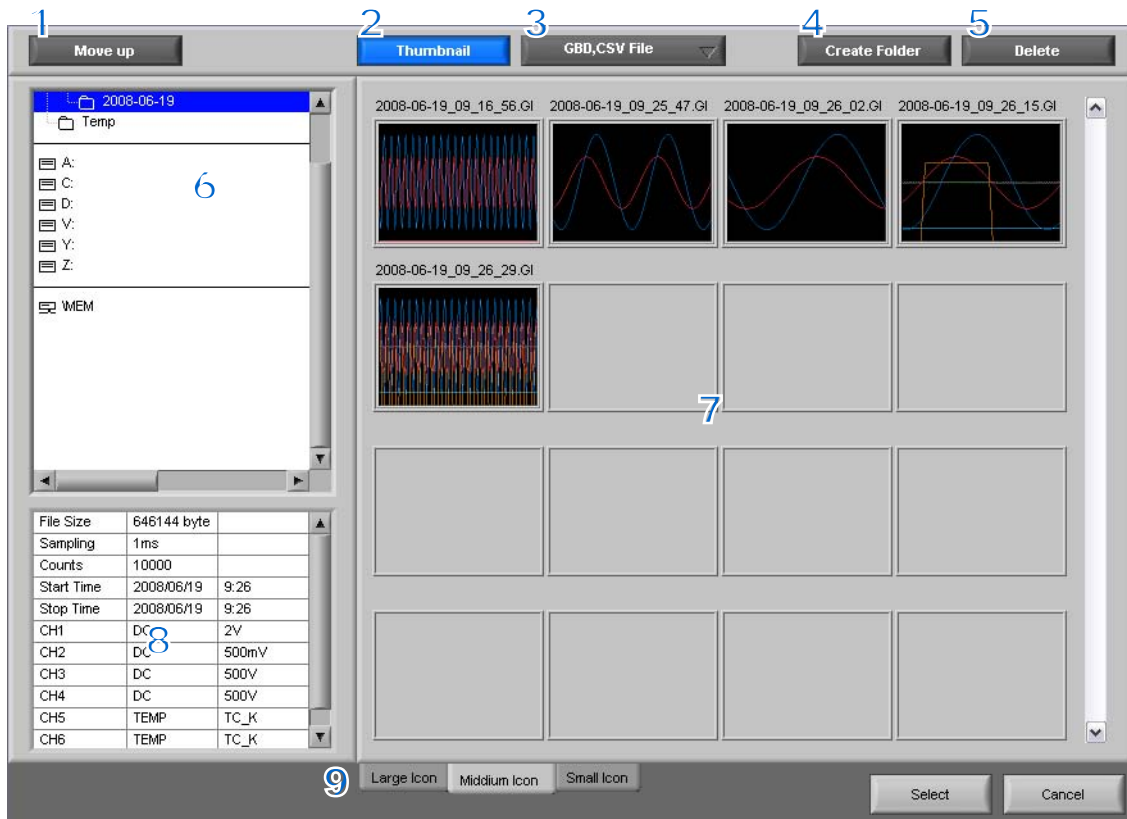 1 2 3 4 5
Move up Thumbnail GBD,CSV File Create Folder Delete
2008-06-19
Temp
A:
C:
D:
V:
Y:
Z:
\MEM
6
2008-06-19_09_16_56.GI 2008-06-19_09_25_47.GI 2008-06-19_09_26_02.GI 2008-06-19_09_26_15.GI
2008-06-19_09_26_29.GI
7
File Size 646144 byte
Sampling 1ms
Counts 10000
Start Time 2008/06/19 9:26
Stop Time 2008/06/19 9:26
CH1 DC 2V
CH2 DC 500mV
CH3 DC 500V
CH4 DC 500V
CH5 TEMP TC_K
CH6 TEMP TC_K
8
9 Large Icon Middium Icon Small Icon
Select Cancel